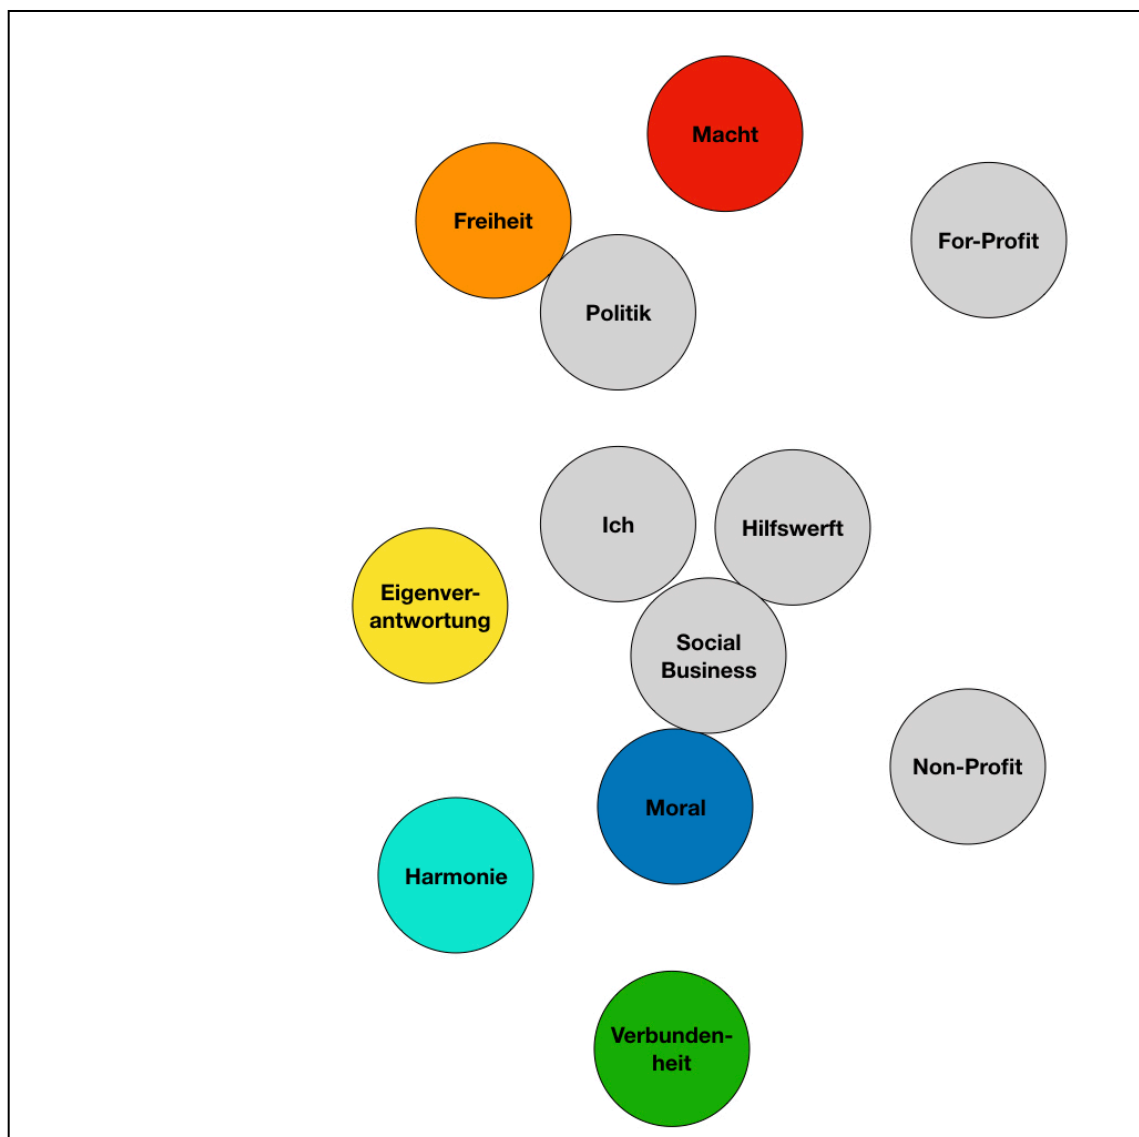 Macht
Freiheit
For-Profit
Politik
Ich
Hilfswerft
Eigenver-
antwortung
Social
Business
Non-Profit
Moral
Harmonie
Verbunden-
heit